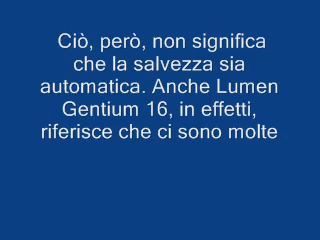 Ciò, però, non significa
che la salvezza sia
automatica. Anche Lumen
Gentium 16, in effetti,
riferisce che ci sono molte